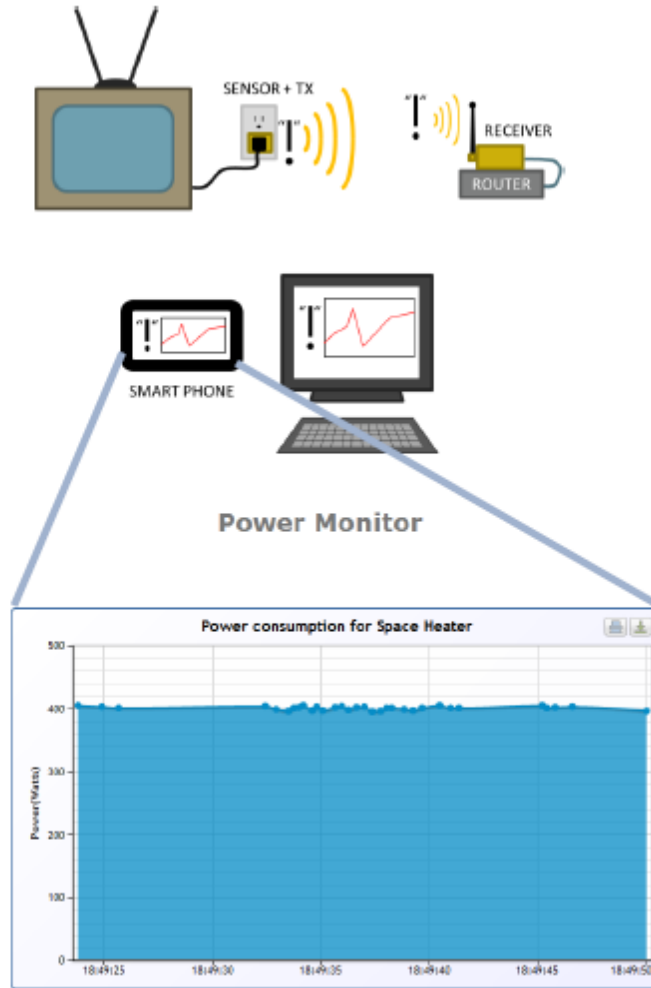 SENSOR + TX
"!"
"!"
RECEIVER
ROUTER
"!"
"!"
SMART PHONE
Power Monitor
Power consumption for Space Heater
500
400
300
200
100
0
Power(Watts)
18:49:25 18:49:30 18:49:35 18:49:40 18:49:45 18:49:50